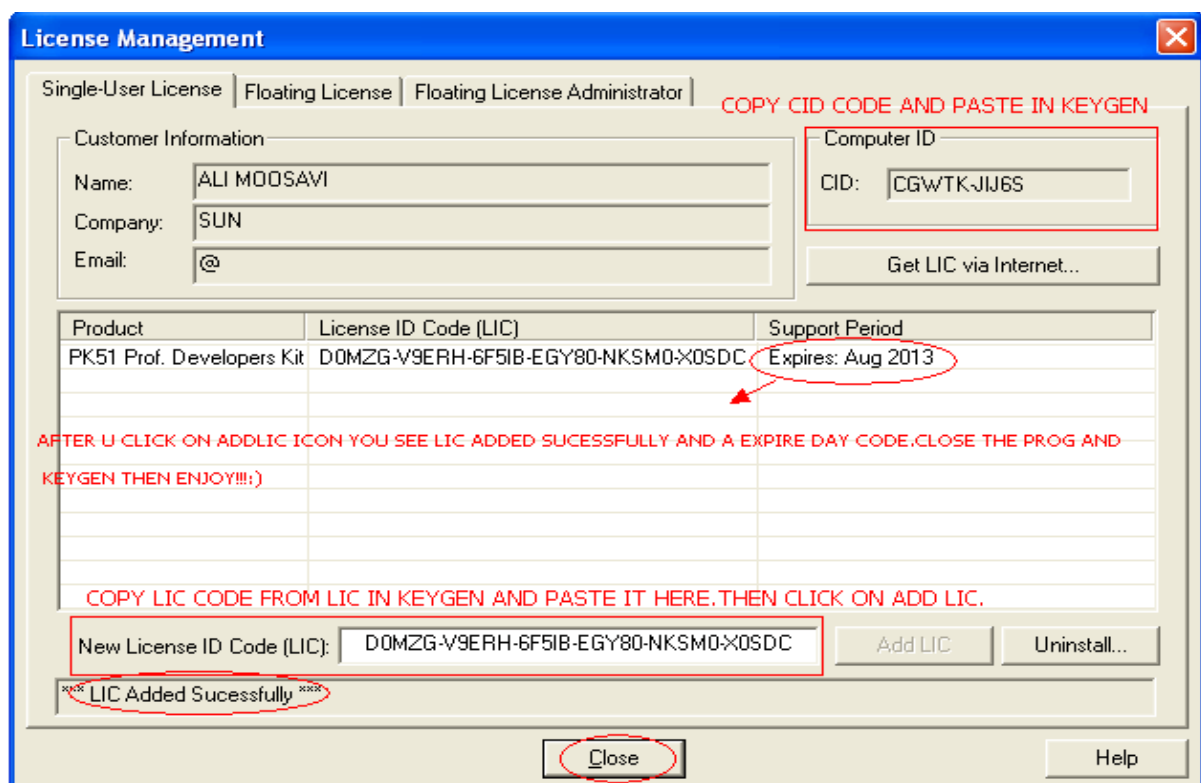 License Management
Single-User License
Floating License
Floating License Administrator
COPY CID CODE AND PASTE IN KEYGEN
Customer Information
Name: ALI MOOSAVI
Company: SUN
Email: @
Computer ID
CID: CGWTK-JIJ6S
Get LIC via Internet...
Product License ID Code (LIC) Support Period
PK51 Prof. Developers Kit D0MZG-V9ERH-6F5IB-EGY80-NKSM0-X0SDC Expires: Aug 2013
AFTER U CLICK ON ADDLIC ICON YOU SEE LIC ADDED SUCESSFULLY AND A EXPIRE DAY CODE.CLOSE THE PROG AND
KEYGEN THEN ENJOY!!!:)
COPY LIC CODE FROM LIC IN KEYGEN AND PASTE IT HERE.THEN CLICK ON ADD LIC.
New License ID Code (LIC): D0MZG-V9ERH-6F5IB-EGY80-NKSM0-X0SDC
Add LIC
Uninstall...
*** LIC Added Sucessfully ***
Close
Help